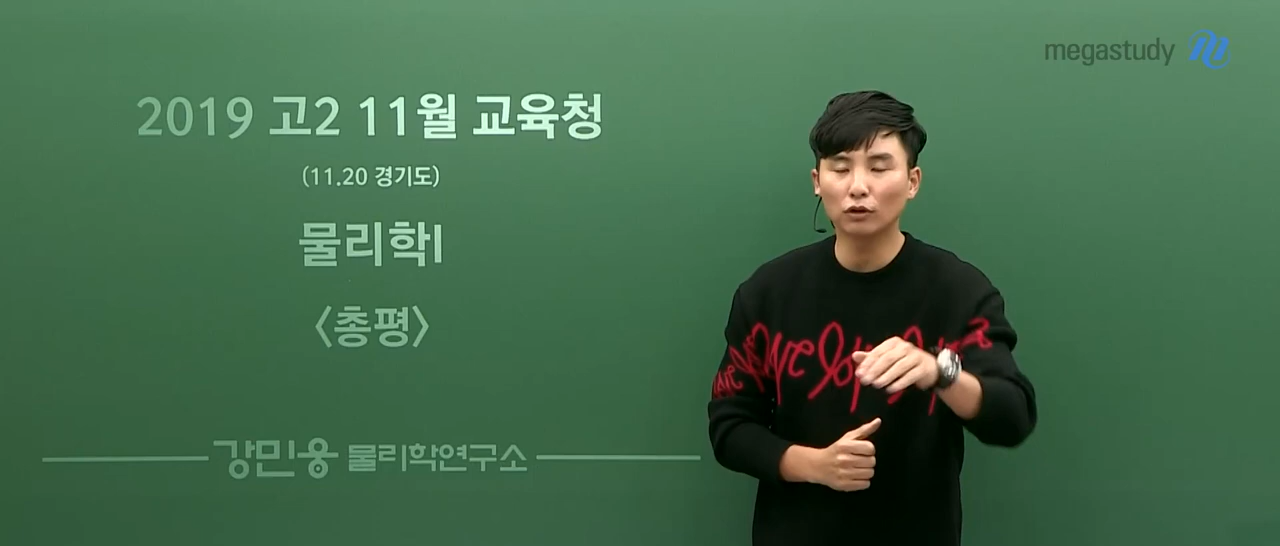 megastudy
2019 고2 11월 교육청
(11.20 경기도)
물리학I
〈총평〉
강민웅 물리학연구소